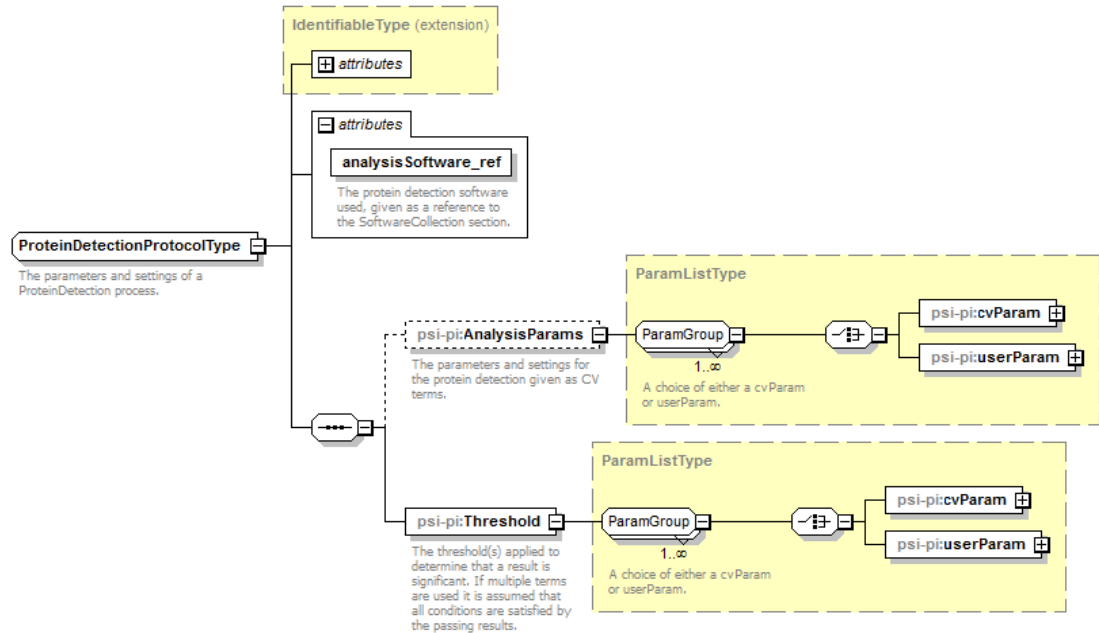 IdentifiableType (extension)
attributes
attributes
analysisSoftware_ref
The protein detection software
used, given as a reference to
the SoftwareCollection section.
ProteinDetectionProtocolType
The parameters and settings of a
ProteinDetection process.
ParamListType
psi-pi:AnalysisParams
ParamGroup
1..∞
psi-pi:cvParam
psi-pi:userParam
The parameters and settings for
the protein detection given as CV
terms.
A choice of either a cvParam
or userParam.
ParamListType
psi-pi:Threshold
ParamGroup
1..∞
psi-pi:cvParam
psi-pi:userParam
The threshold(s) applied to
determine that a result is
significant. If multiple terms
are used it is assumed that
all conditions are satisfied by
the passing results.
A choice of either a cvParam
or userParam.